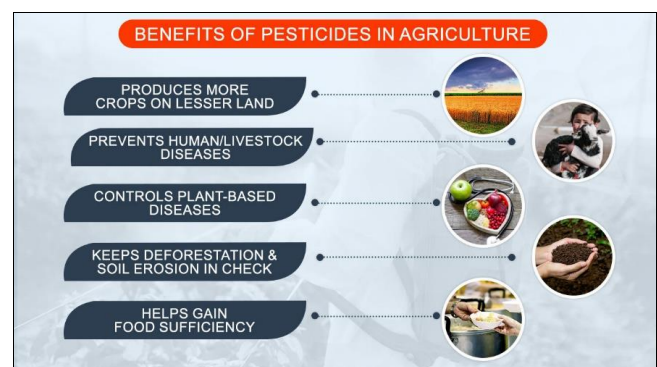 BENEFITS OF PESTICIDES IN AGRICULTURE
PRODUCES MORE
CROPS ON LESSER LAND
PREVENTS HUMAN/LIVESTOCK
DISEASES
CONTROLS PLANT-BASED
DISEASES
KEEPS DEFORESTATION &
SOIL EROSION IN CHECK
HELPS GAIN
FOOD SUFFICIENCY